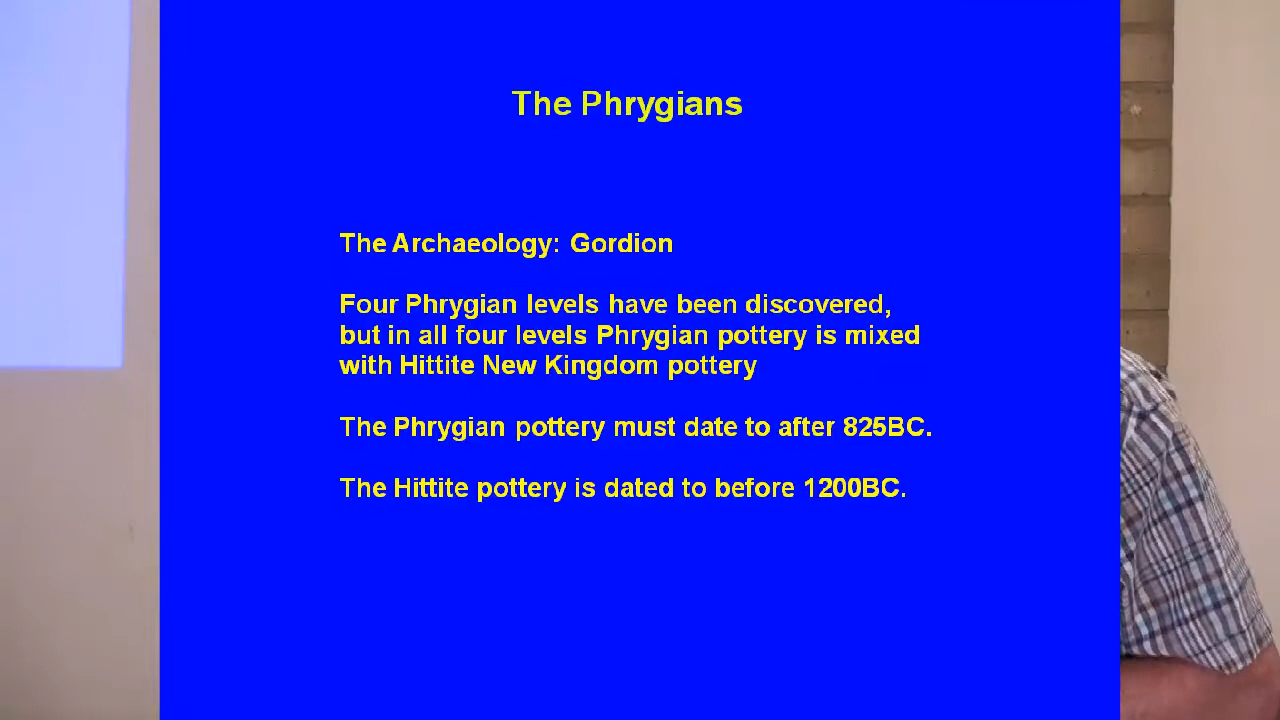 The Phrygians
The Archaeology: Gordion
Four Phrygian levels have been discovered,
but in all four levels Phrygian pottery is mixed
with Hittite New Kingdom pottery
The Phrygian pottery must date to after 825BC.
The Hittite pottery is dated to before 1200BC.